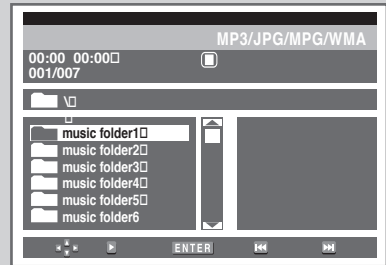 MP3/JPG/MPG/WMA
00:00 00:00□
001/007
\□
□
music folder1□
music folder2□
music folder3□
music folder4□
music folder5□
music folder6
ENTER